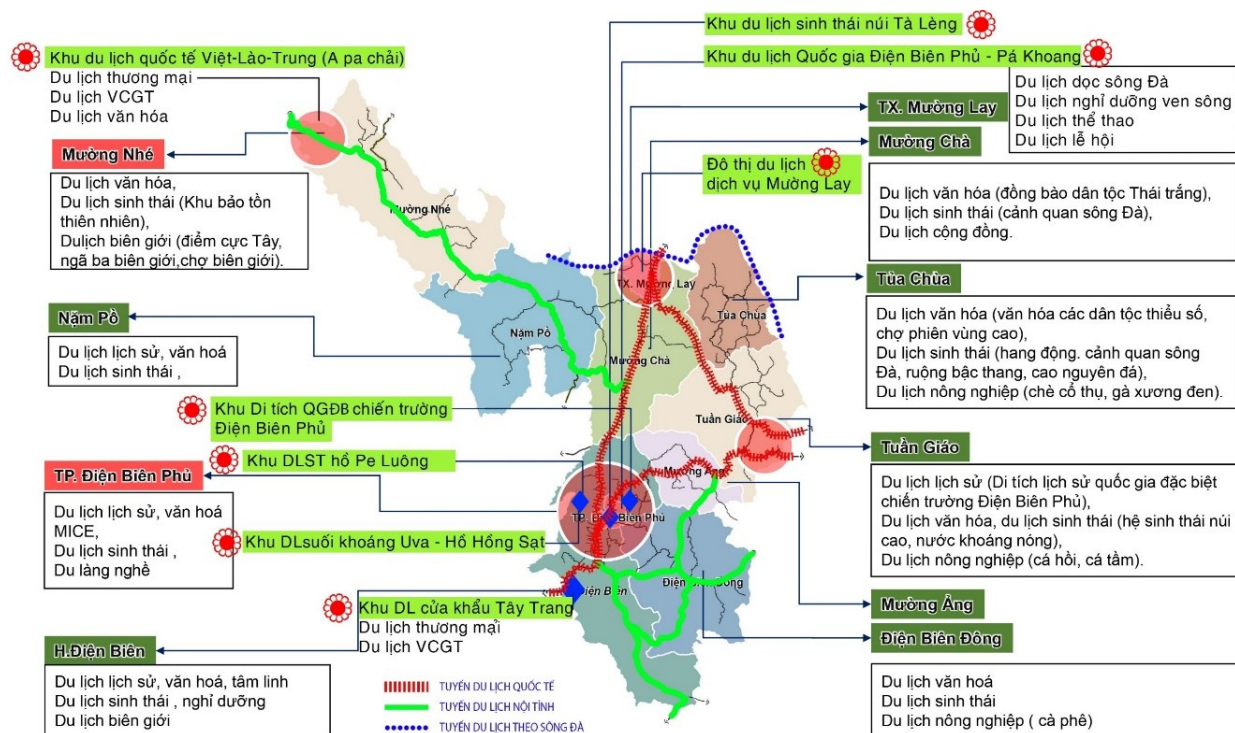 Khu du lịch quốc tế Việt-Lào-Trung (A pa chải)
Du lịch thương mại
Du lịch VCGT
Du lịch văn hóa
Mường Nhé
Du lịch văn hóa,
Du lịch sinh thái (Khu bảo tồn
thiên nhiên),
Dulịch biên giới (điểm cực Tây,
ngã ba biên giới,chợ biên giới).
Nặm Pồ
Du lịch lịch sử, văn hoá
Du lịch sinh thái ,
Khu Di tích QGĐB chiến trường
Điện Biên Phủ
Khu DLST hồ Pe Luông
TP. Điện Biên Phủ
Du lịch lịch sử, văn hoá
MICE,
Du lịch sinh thái ,
Du làng nghề
Khu DLsuối khoáng Uva - Hồ Hồng Sạt
Khu DL cửa khẩu Tây Trang
Du lịch thương mại
Du lịch VCGT
H.Điện Biên
Du lịch lịch sử, văn hoá, tâm linh
Du lịch sinh thái , nghỉ dưỡng
Du lịch biên giới
Khu du lịch sinh thái núi Tà Lèng
Khu du lịch Quốc gia Điện Biên Phủ - Pá Khoang
TX. Mường Lay
Du lịch dọc sông Đà
Du lịch nghỉ dưỡng ven sông
Du lịch thể thao
Du lịch lễ hội
Mường Chà
Đô thị du lịch
dịch vụ Mường Lay
Du lịch văn hóa (đồng bào dân tộc Thái trắng),
Du lịch sinh thái (cảnh quan sông Đà),
Du lịch cộng đồng.
Tủa Chùa
Du lịch văn hóa (văn hóa các dân tộc thiểu số,
chợ phiên vùng cao),
Du lịch sinh thái (hang động. cảnh quan sông
Đà, ruộng bậc thang, cao nguyên đá),
Du lịch nông nghiệp (chè cổ thụ, gà xương đen).
Tuần Giáo
Du lịch lịch sử (Di tích lịch sử quốc gia đặc biệt
chiến trường Điện Biên Phủ),
Du lịch văn hóa, du lịch sinh thái (hệ sinh thái núi
cao, nước khoáng nóng),
Du lịch nông nghiệp (cá hồi, cá tầm).
Mường Ảng
Điện Biên Đông
Du lịch văn hoá
Du lịch sinh thái
Du lịch nông nghiệp ( cà phê)
Mường Nhé
Nặm Pồ
TX. Mường Lay
Tủa Chùa
Mường Chà
Tuần Giáo
Mường Ảng
TP. Điện Biên Phủ
Điện Biên Đông
Điện Biên
TUYẾN DU LỊCH QUỐC TẾ
TUYẾN DU LỊCH NỘI TỈNH
TUYẾN DU LỊCH THEO SÔNG ĐÀ